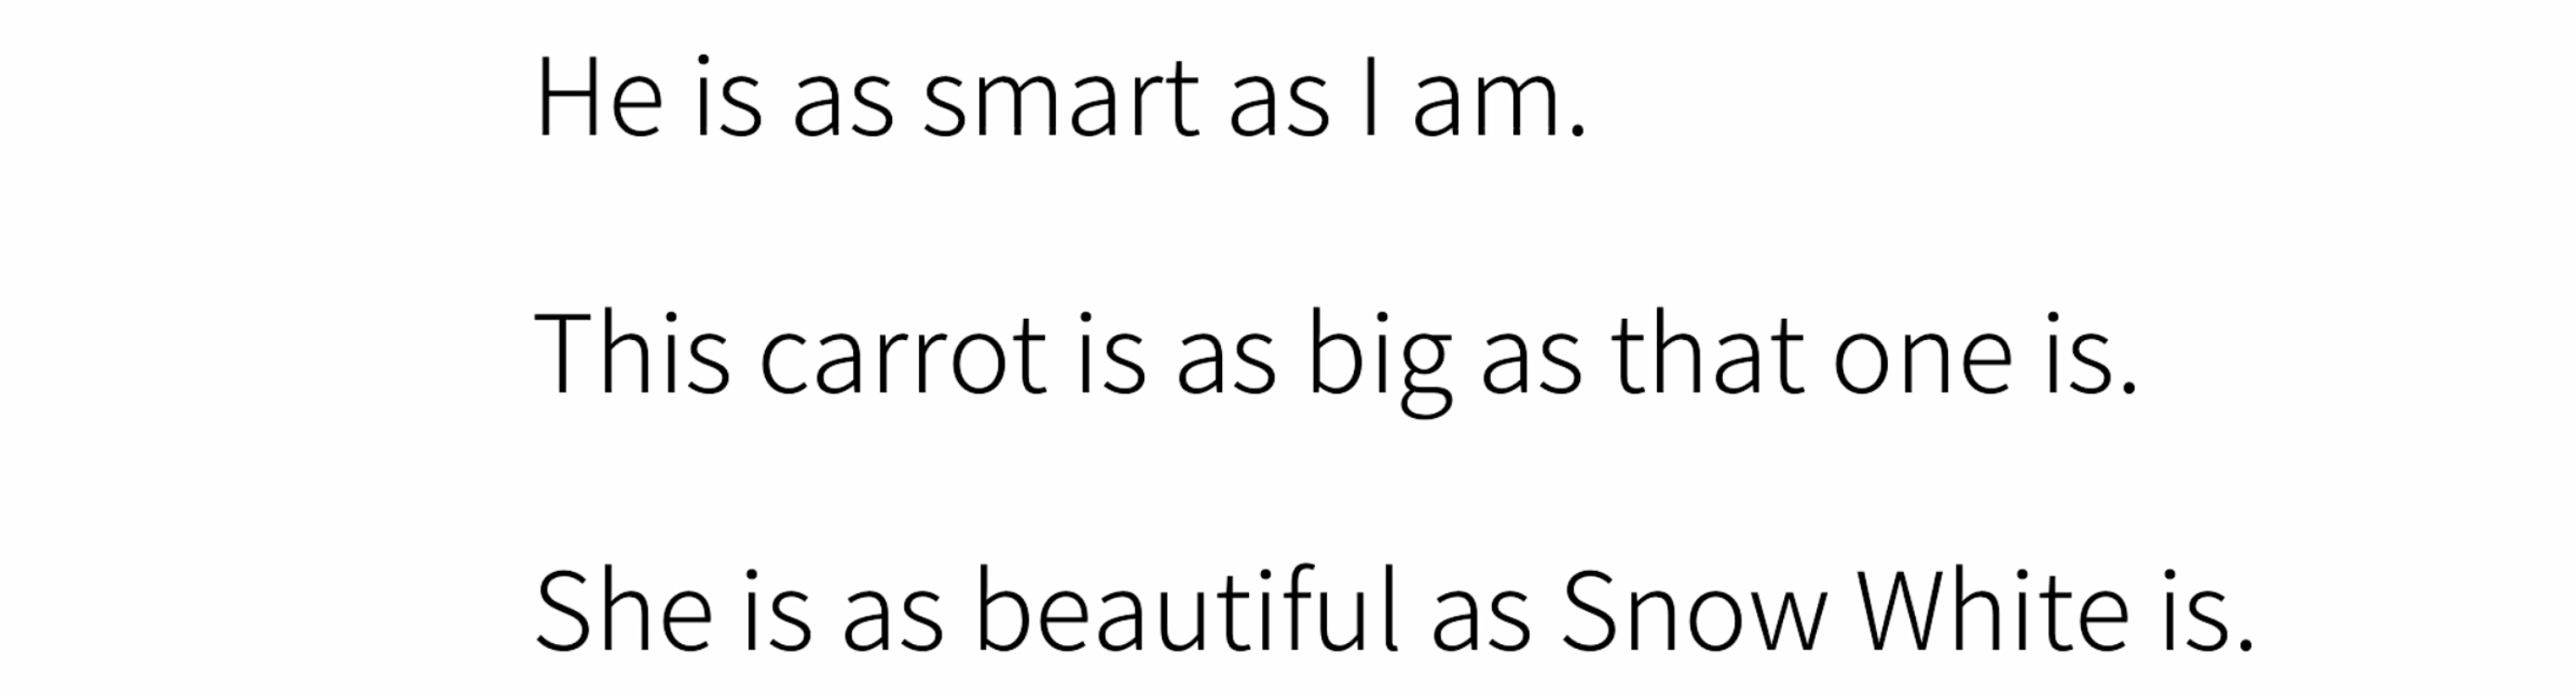 He is as smart as I am.
This carrot is as big as that one is.
She is as beautiful as Snow White is.